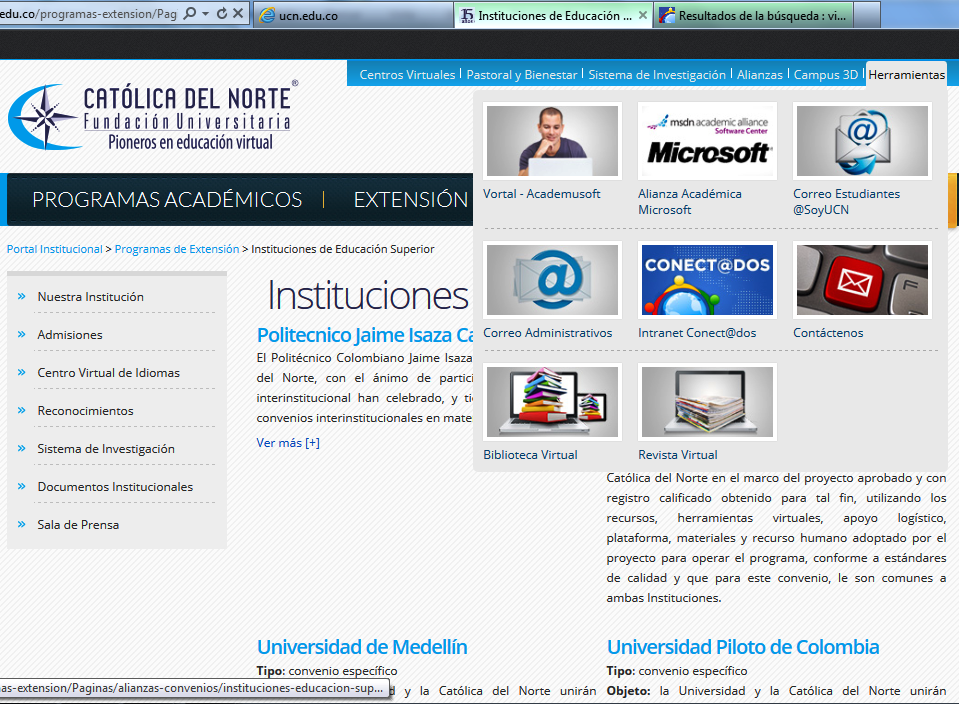 edu.co/programas-extension/Pag
ucn.edu.co
Instituciones de Educación ...
Resultados de la búsqueda : vi...
Centros Virtuales | Pastoral y Bienestar | Sistema de Investigación | Alianzas | Campus 3D | Herramientas
CATÓLICA DEL NORTE®
Fundación Universitaria
Pioneros en educación virtual
msdn academic alliance
Software Center
Microsoft®
Vortal - Academusoft
Alianza Académica
Microsoft
Correo Estudiantes
@SoyUCN
PROGRAMAS ACADÉMICOS | EXTENSIÓN
Portal Institucional > Programas de Extensión > Instituciones de Educación Superior
CONECT@DOS
Correo Administrativos
Intranet Conect@dos
Contáctenos
Biblioteca Virtual
Revista Virtual
» Nuestra Institución
» Admisiones
» Centro Virtual de Idiomas
» Reconocimientos
» Sistema de Investigación
» Documentos Institucionales
» Sala de Prensa
Instituciones
Politecnico Jaime Isaza Ca
El Politécnico Colombiano Jaime Isaza
del Norte, con el ánimo de partici
interinstitucional han celebrado, y ti
convenios interinstitucionales en mate
Ver más [+]
Católica del Norte en el marco del proyecto aprobado y con
registro calificado obtenido para tal fin, utilizando los
recursos, herramientas virtuales, apoyo logístico,
plataforma, materiales y recurso humano adoptado por el
proyecto para operar el programa, conforme a estándares
de calidad y que para este convenio, le son comunes a
ambas Instituciones.
Universidad de Medellín
Tipo: convenio específico
d y la Católica del Norte unirán
Universidad Piloto de Colombia
Tipo: convenio específico
Objeto: la Universidad y la Católica del Norte unirán
as-extension/Paginas/alianzas-convenios/instituciones-educacion-sup...